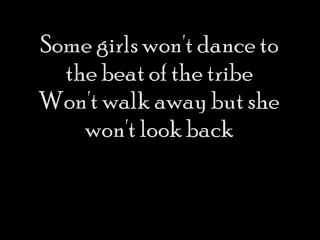 Some girls won't dance to
the beat of the tribe
Won't walk away but she
won't look back